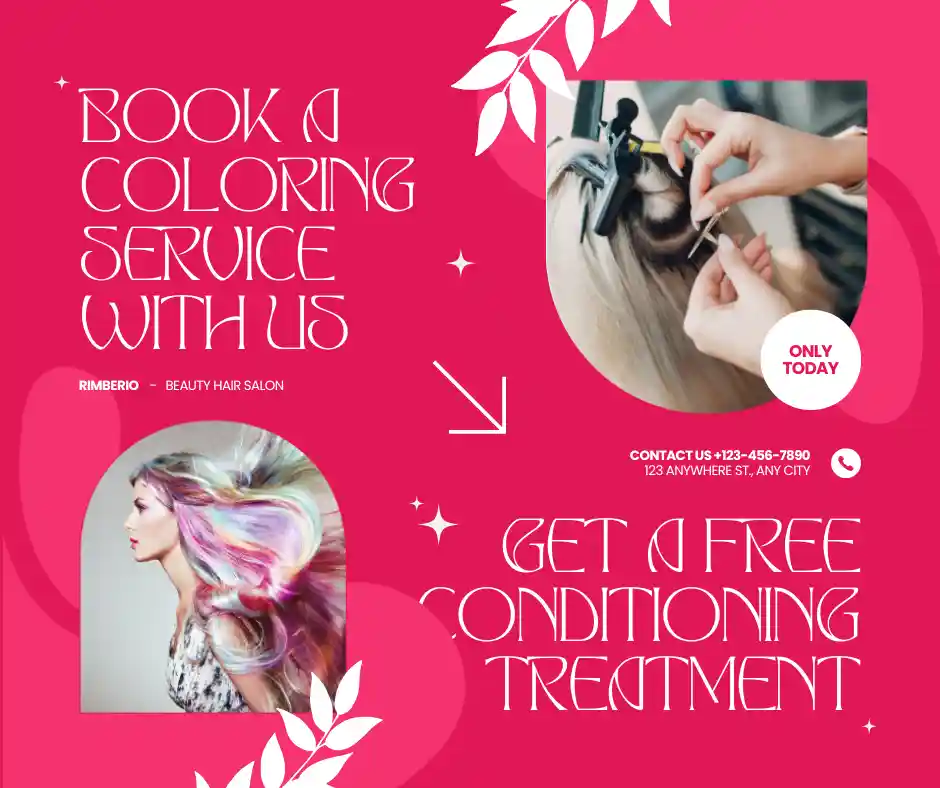 BOOK A
COLORING
SERVICE
WITH US
RIMBERIO - BEAUTY HAIR SALON
ONLY
TODAY
CONTACT US +123-456-7890
123 ANYWHERE ST., ANY CITY
GET A FREE
CONDITIONING
TREATMENT